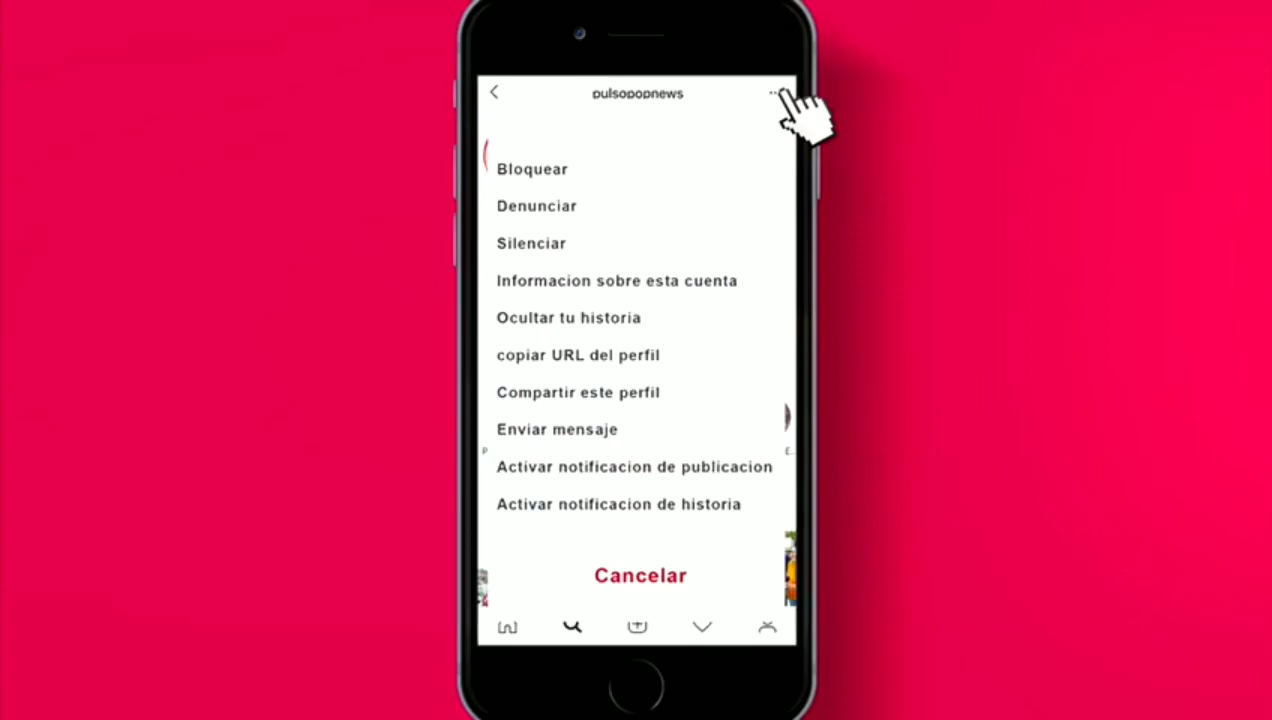 pulsopopnews
Bloquear
Denunciar
Silenciar
Informacion sobre esta cuenta
Ocultar tu historia
copiar URL del perfil
Compartir este perfil
Enviar mensaje
P
E...
Activar notificacion de publicacion
Activar notificacion de historia
Cancelar